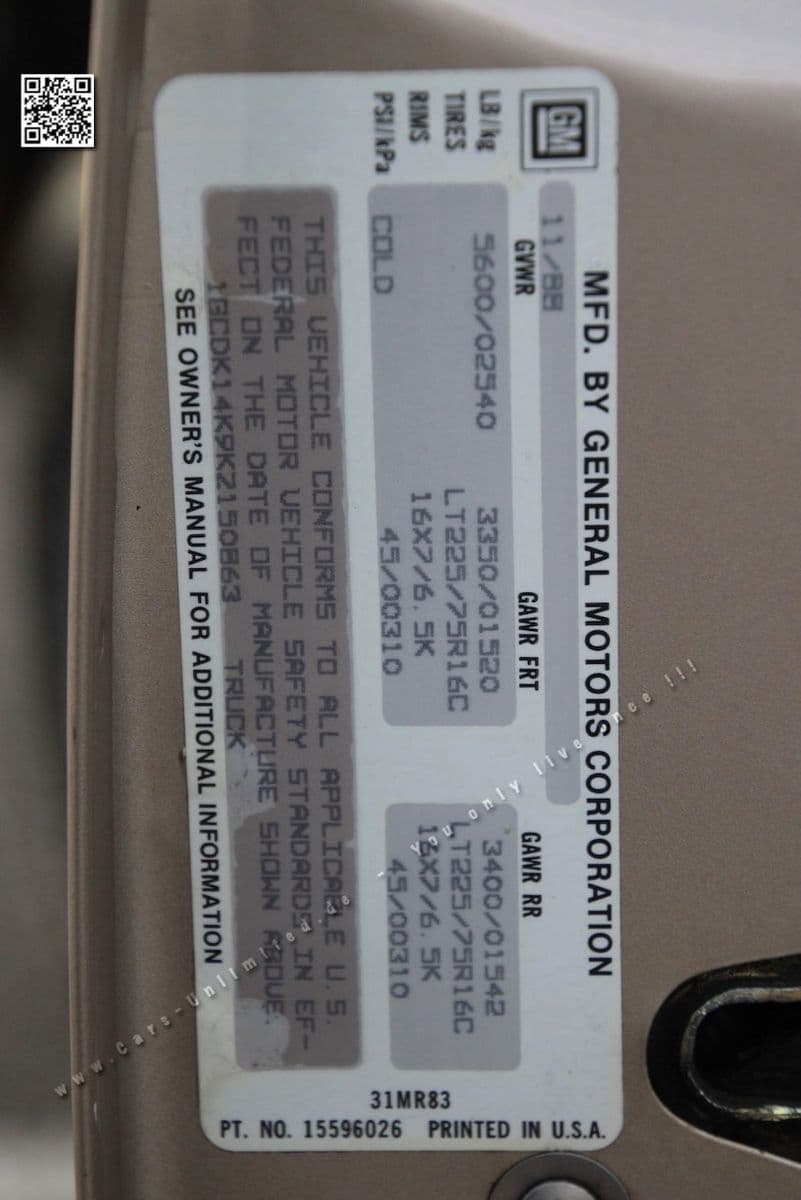 GM
MFD. BY GENERAL MOTORS CORPORATION
11/88
GVWR GAWR FRT GAWR RR
LB/kg 5600/02540 3350/01520 3400/01542
TIRES LT225/75R16C LT225/75R16C
RIMS 16X7/6.5K 16X7/6.5K
PSI/kPa COLD 45/00310 45/00310
THIS VEHICLE CONFORMS TO ALL APPLICABLE U.S.
FEDERAL MOTOR VEHICLE SAFETY STANDARDS IN EF-
FECT ON THE DATE OF MANUFACTURE SHOWN ABOVE.
1GCDK14K9KZ150863 TRUCK
SEE OWNER'S MANUAL FOR ADDITIONAL INFORMATION
31MR83
PT. NO. 15596026 PRINTED IN U.S.A.
www.Cars-Unlimited.de - You only live once !!!